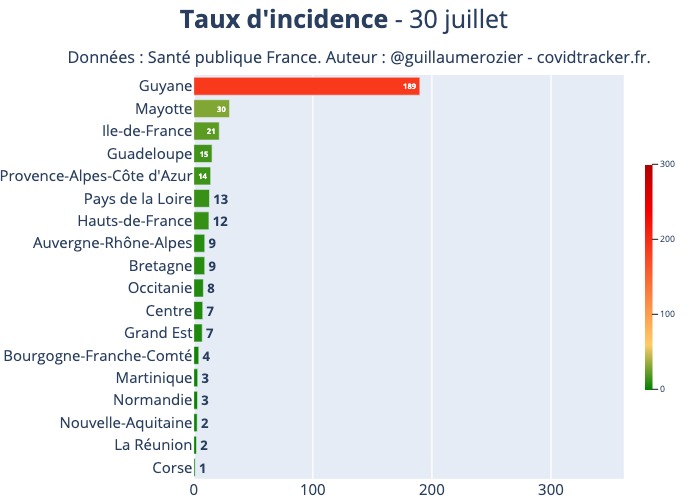 Taux d'incidence - 30 juillet
Données : Santé publique France. Auteur : @guillaumerozier - covidtracker.fr.
Guyane 189
Mayotte 30
Ile-de-France 21
Guadeloupe 15
Provence-Alpes-Côte d'Azur 14
Pays de la Loire 13
Hauts-de-France 12
Auvergne-Rhône-Alpes 9
Bretagne 9
Occitanie 8
Centre 7
Grand Est 7
Bourgogne-Franche-Comté 4
Martinique 3
Normandie 3
Nouvelle-Aquitaine 2
La Réunion 2
Corse 1
0 100 200 300
300
200
100
0